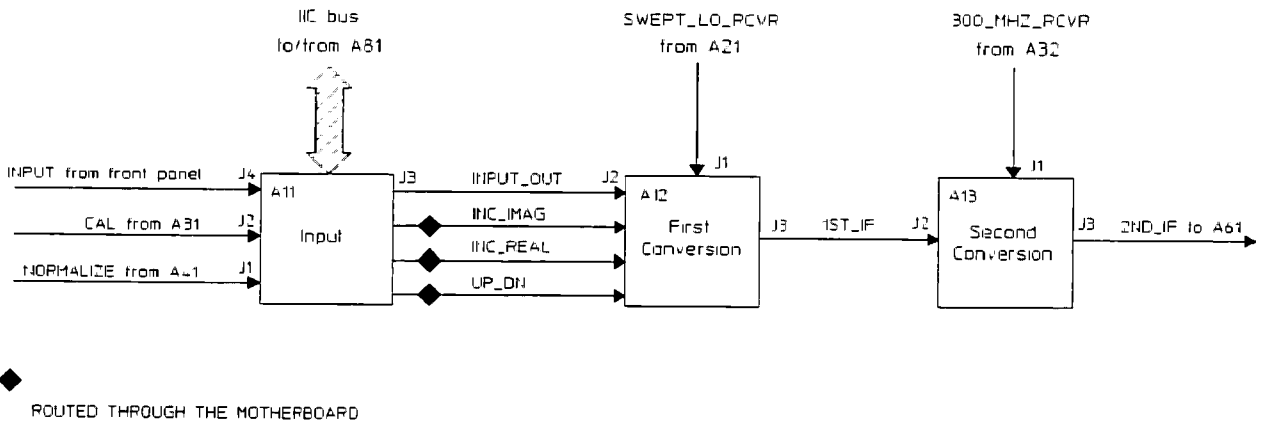 IIC bus
to/from A81
SWEPT_LO_RCVR
from A21
300_MHZ_RCVR
from A32
INPUT from front panel
J4
CAL from A31
J2
NORMALIZE from A41
J1
A11
Input
J3
INPUT_OUT
J2
INC_IMAG
INC_REAL
UP_DN
J1
A12
First
Conversion
J3
1ST_IF
J2
J1
A13
Second
Conversion
J3
2ND_IF to A61
ROUTED THROUGH THE MOTHERBOARD